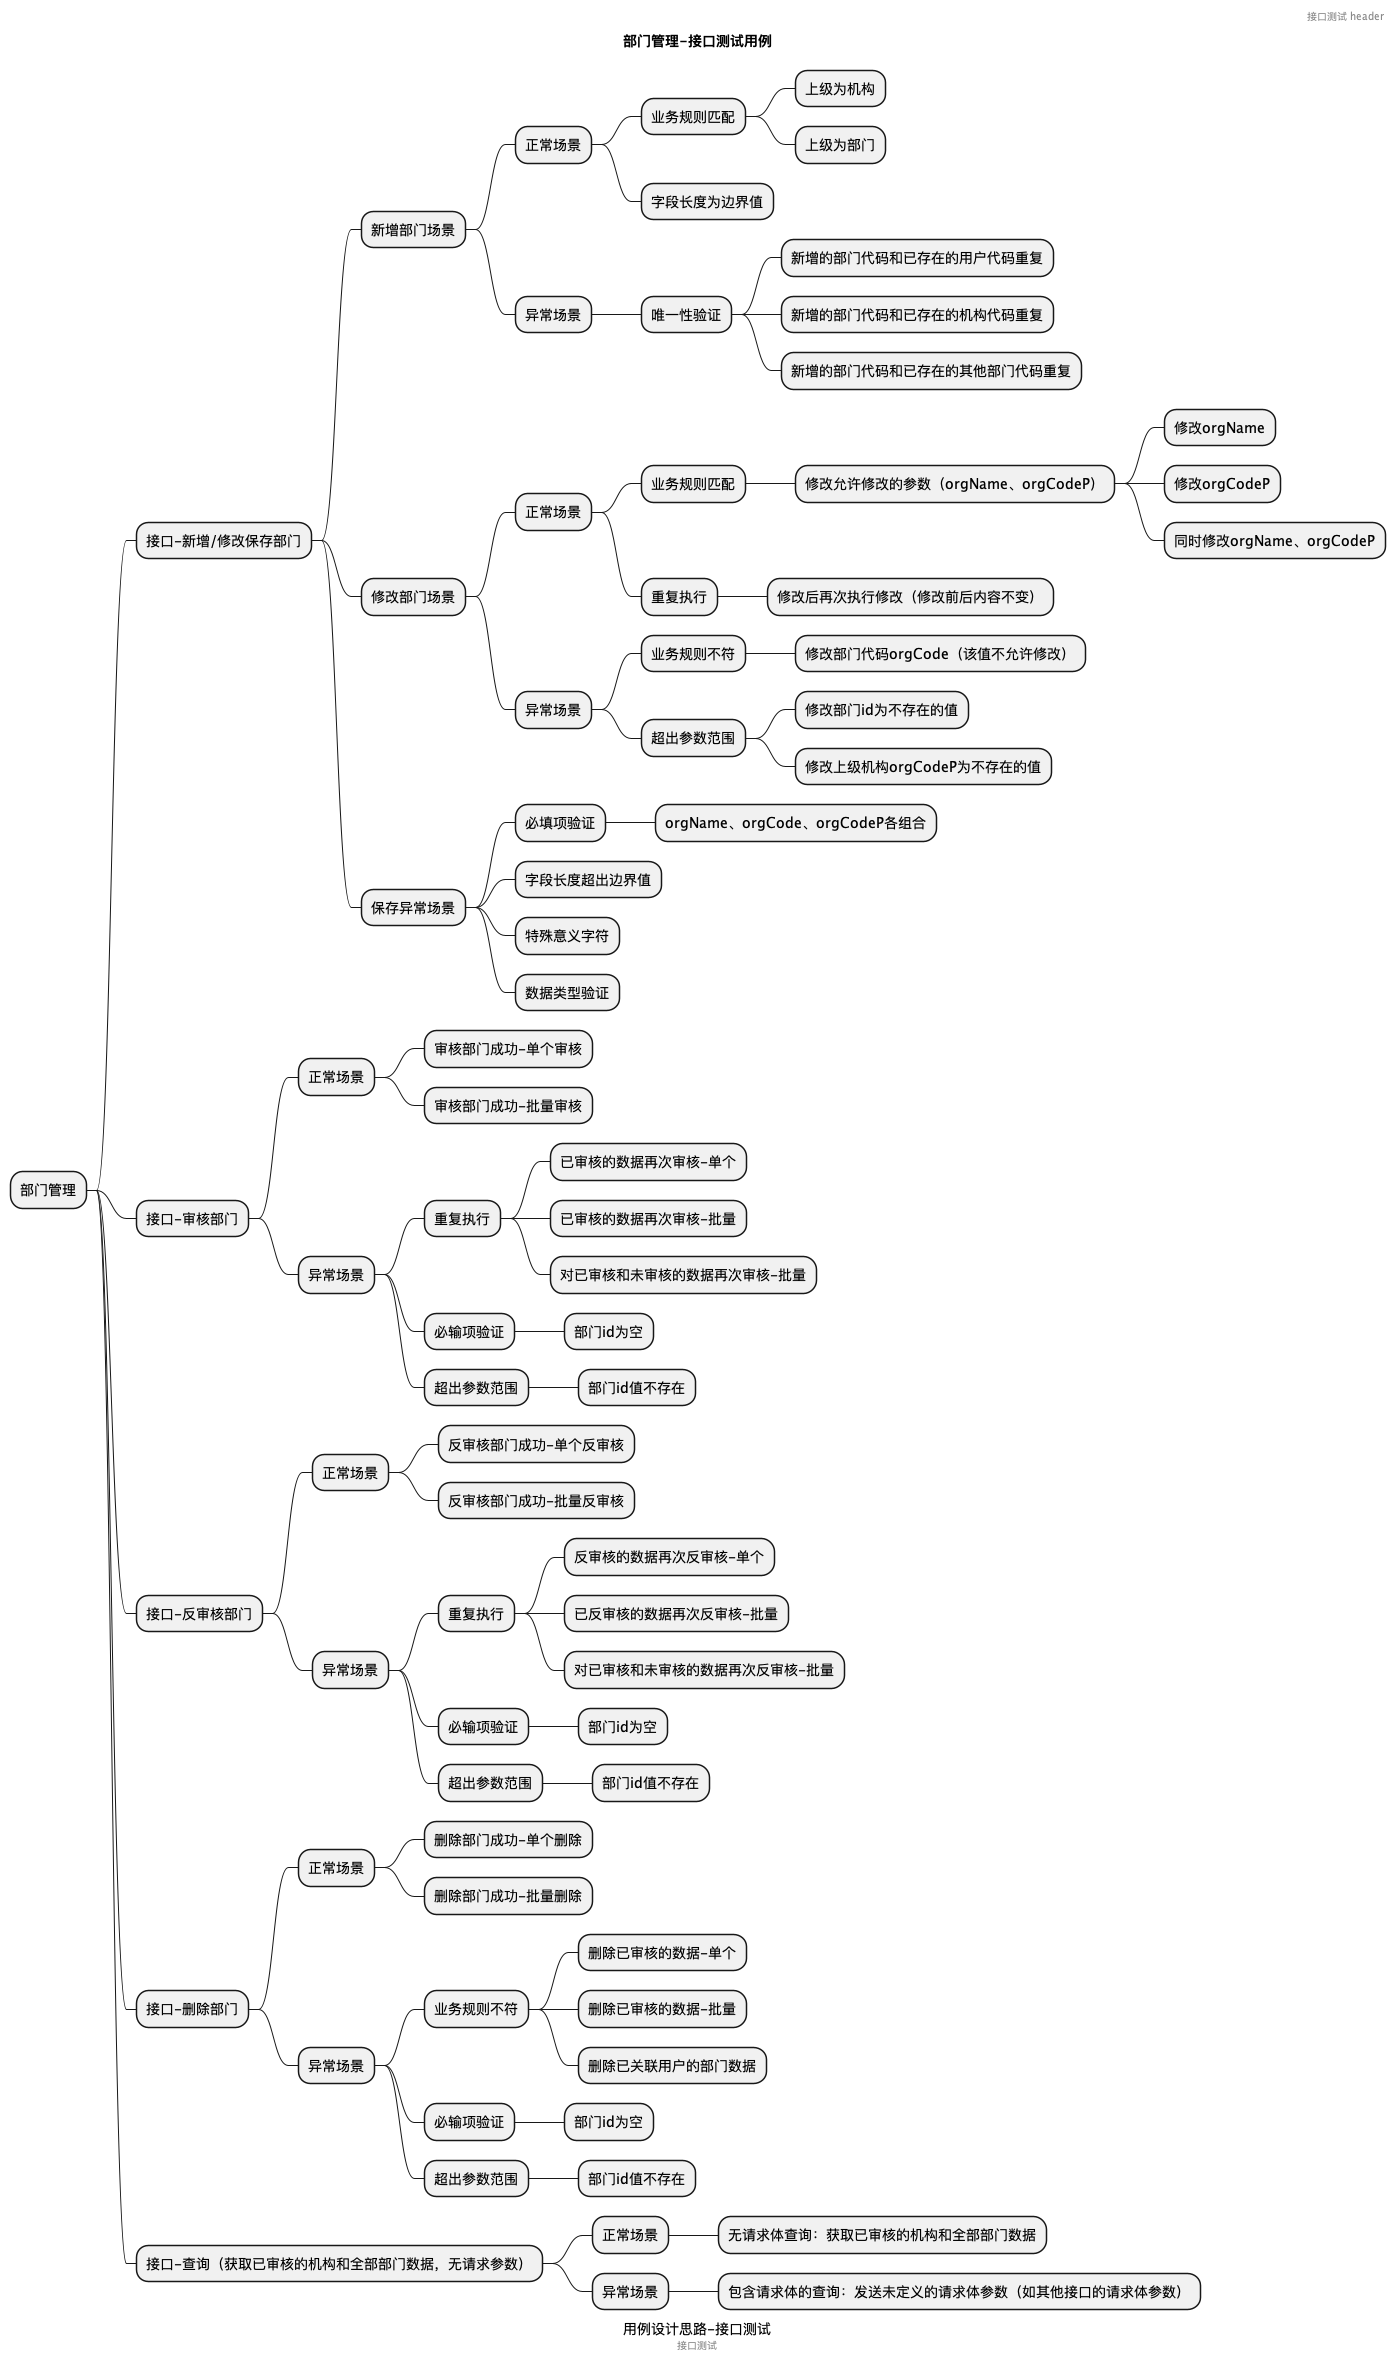 接口测试 header
部门管理-接口测试用例
部门管理
接口-新增/修改保存部门
新增部门场景
正常场景
业务规则匹配
上级为机构
上级为部门
字段长度为边界值
异常场景
唯一性验证
新增的部门代码和已存在的用户代码重复
新增的部门代码和已存在的机构代码重复
新增的部门代码和已存在的其他部门代码重复
修改部门场景
正常场景
业务规则匹配
修改允许修改的参数（orgName、orgCodeP）
修改orgName
修改orgCodeP
同时修改orgName、orgCodeP
重复执行
修改后再次执行修改（修改前后内容不变）
异常场景
业务规则不符
修改部门代码orgCode（该值不允许修改）
超出参数范围
修改部门id为不存在的值
修改上级机构orgCodeP为不存在的值
保存异常场景
必填项验证
orgName、orgCode、orgCodeP各组合
字段长度超出边界值
特殊意义字符
数据类型验证
接口-审核部门
正常场景
审核部门成功-单个审核
审核部门成功-批量审核
异常场景
重复执行
已审核的数据再次审核-单个
已审核的数据再次审核-批量
对已审核和未审核的数据再次审核-批量
必输项验证
部门id为空
超出参数范围
部门id值不存在
接口-反审核部门
正常场景
反审核部门成功-单个反审核
反审核部门成功-批量反审核
异常场景
重复执行
反审核的数据再次反审核-单个
已反审核的数据再次反审核-批量
对已审核和未审核的数据再次反审核-批量
必输项验证
部门id为空
超出参数范围
部门id值不存在
接口-删除部门
正常场景
删除部门成功-单个删除
删除部门成功-批量删除
异常场景
业务规则不符
删除已审核的数据-单个
删除已审核的数据-批量
删除已关联用户的部门数据
必输项验证
部门id为空
超出参数范围
部门id值不存在
接口-查询（获取已审核的机构和全部部门数据，无请求参数）
正常场景
无请求体查询：获取已审核的机构和全部部门数据
异常场景
包含请求体的查询：发送未定义的请求体参数（如其他接口的请求体参数）
用例设计思路-接口测试
接口测试